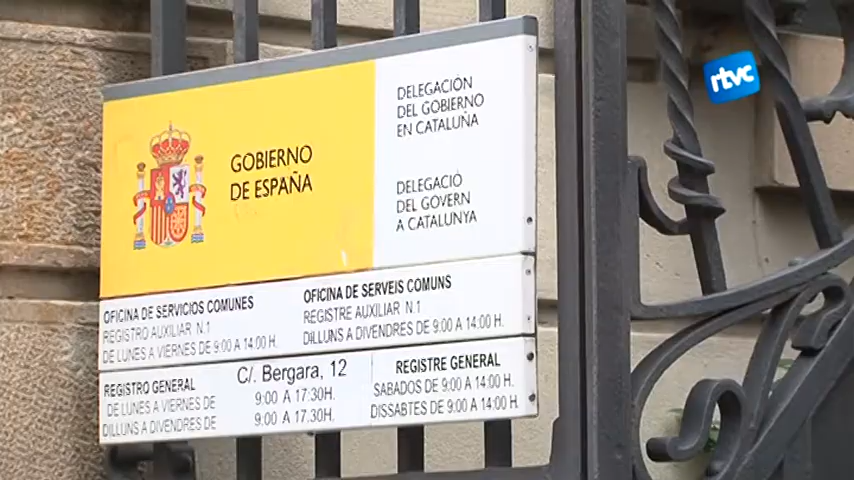 rtvc
GOBIERNO
DE ESPAÑA
DELEGACIÓN
DEL GOBIERNO
EN CATALUÑA
DELEGACIÓ
DEL GOVERN
A CATALUNYA
OFICINA DE SERVICIOS COMUNES
REGISTRO AUXILIAR N.1
DE LUNES A VIERNES DE 9:00 A 14:00 H.
OFICINA DE SERVEIS COMUNS
REGISTRE AUXILIAR N.1
DILLUNS A DIVENDRES DE 9:00 A 14:00 H.
REGISTRO GENERAL
DE LUNES A VIERNES DE
DILLUNS A DIVENDRES DE
C/. Bergara, 12
9:00 A 17:30H.
9:00 A 17:30H.
REGISTRE GENERAL
SABADOS DE 9:00 A 14:00 H.
DISSABTES DE 9:00 A 14:00 H.